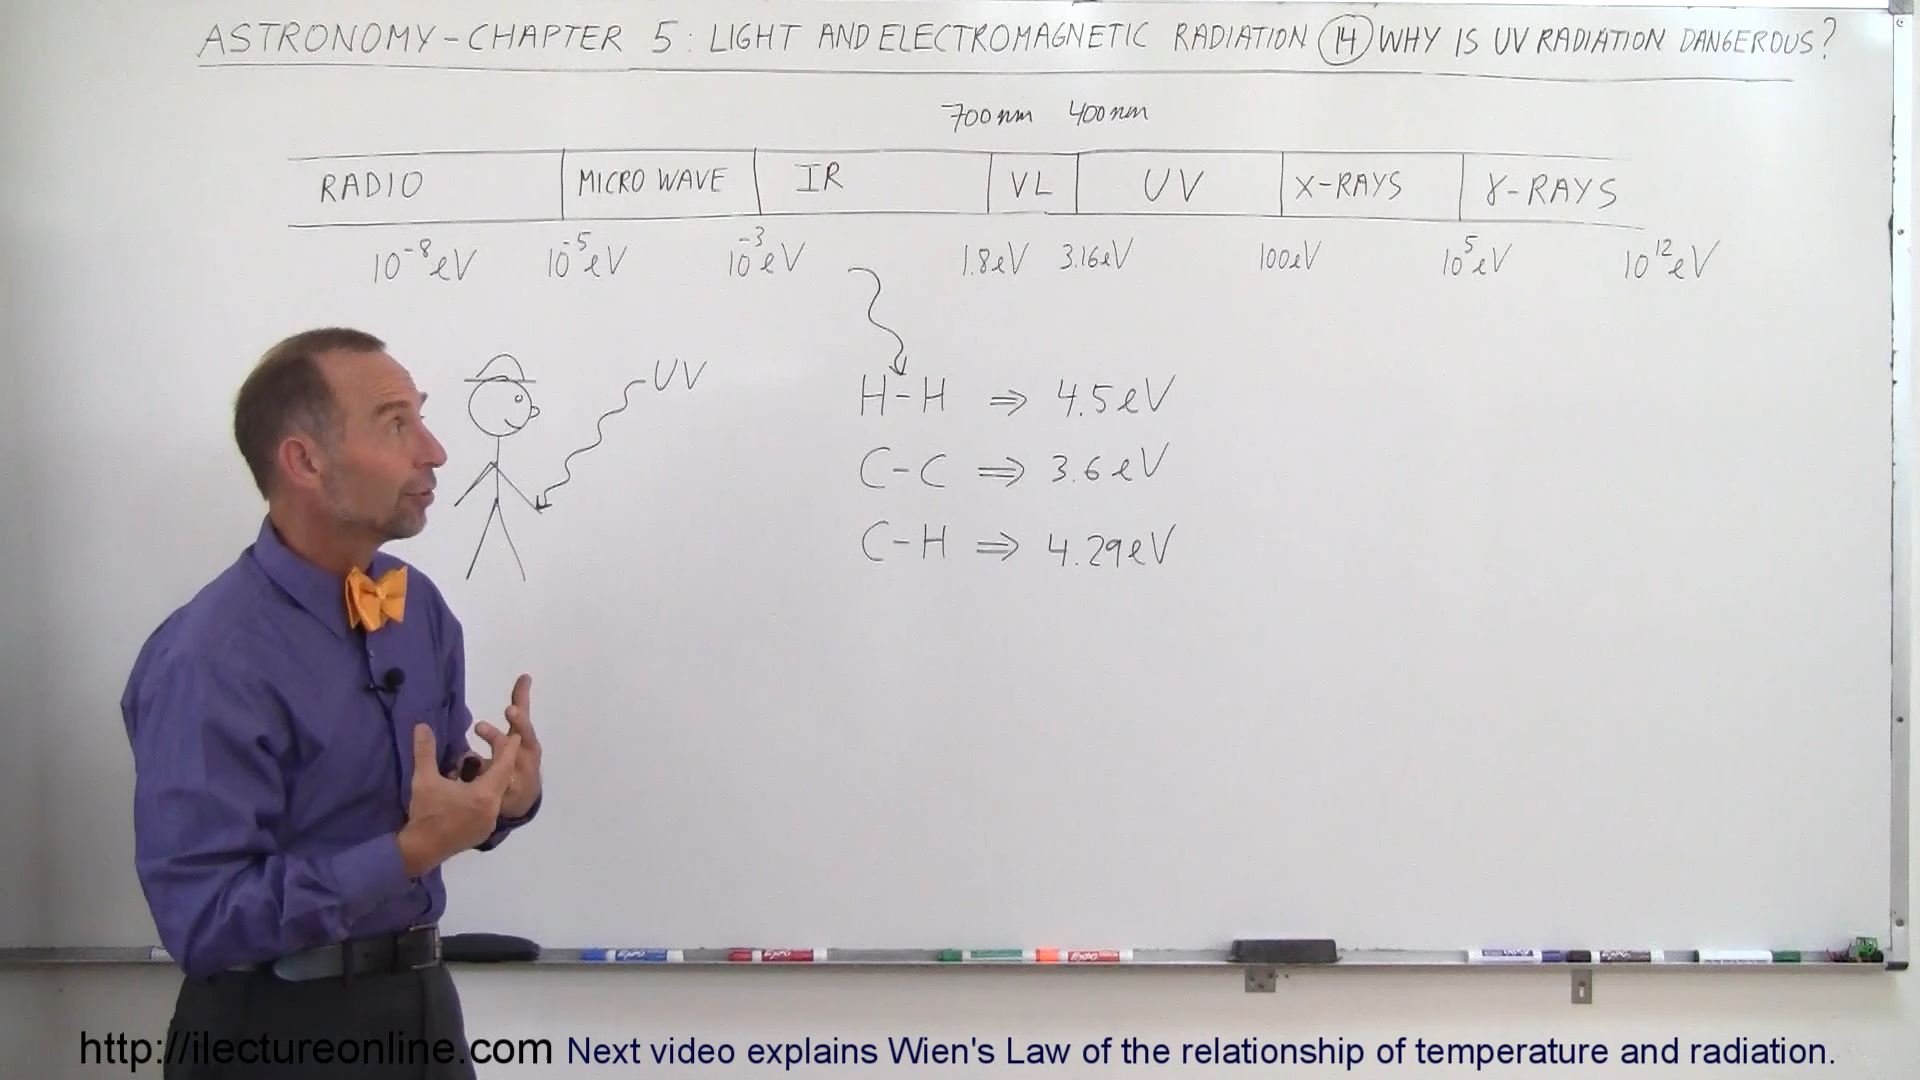 ASTRONOMY - CHAPTER 5: LIGHT AND ELECTROMAGNETIC RADIATION 14 WHY IS UV RADIATION DANGEROUS?
700nm 400nm
RADIO MICRO WAVE IR VL UV X-RAYS γ-RAYS
10⁻⁸eV 10⁻⁵eV 10⁻³eV 1.8eV 3.16eV 100eV 10⁵eV 10¹²eV
UV
H-H ⇒ 4.5eV
C-C ⇒ 3.6eV
C-H ⇒ 4.29eV
http://ilectureonline.com Next video explains Wien's Law of the relationship of temperature and radiation.